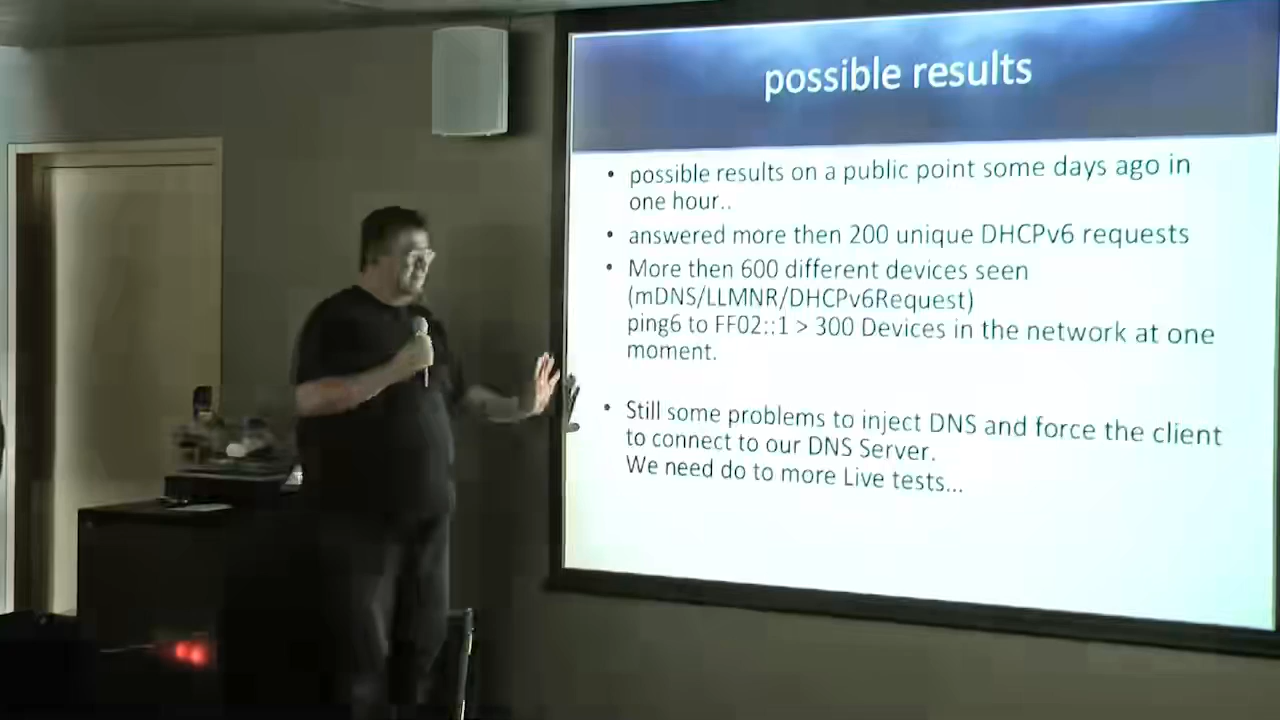 possible results
• possible results on a public point some days ago in
one hour..
• answered more then 200 unique DHCPv6 requests
• More then 600 different devices seen
(mDNS/LLMNR/DHCPv6Request)
ping6 to FF02::1 > 300 Devices in the network at one
moment.
• Still some problems to inject DNS and force the client
to connect to our DNS Server.
We need do to more Live tests...